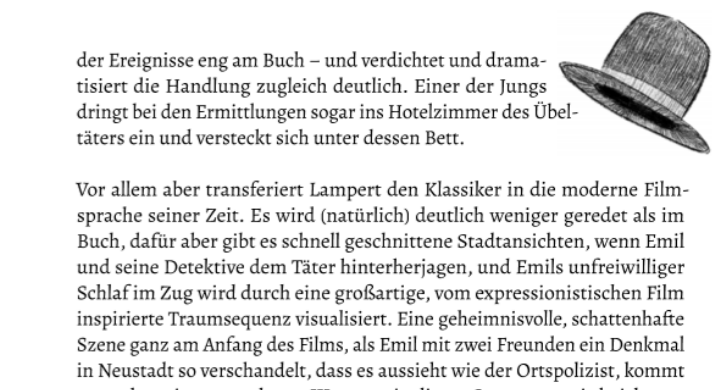 der Ereignisse eng am Buch – und verdichtet und drama-
tisiert die Handlung zugleich deutlich. Einer der Jungs
dringt bei den Ermittlungen sogar ins Hotelzimmer des Übel-
täters ein und versteckt sich unter dessen Bett.
Vor allem aber transferiert Lampert den Klassiker in die moderne Film-
sprache seiner Zeit. Es wird (natürlich) deutlich weniger geredet als im
Buch, dafür aber gibt es schnell geschnittene Stadtansichten, wenn Emil
und seine Detektive dem Täter hinterherjagen, und Emils unfreiwilliger
Schlaf im Zug wird durch eine großartige, vom expressionistischen Film
inspirierte Traumsequenz visualisiert. Eine geheimnisvolle, schattenhafte
Szene ganz am Anfang des Films, als Emil mit zwei Freunden ein Denkmal
in Neustadt so verschandelt, dass es aussieht wie der Ortspolizist, kommt